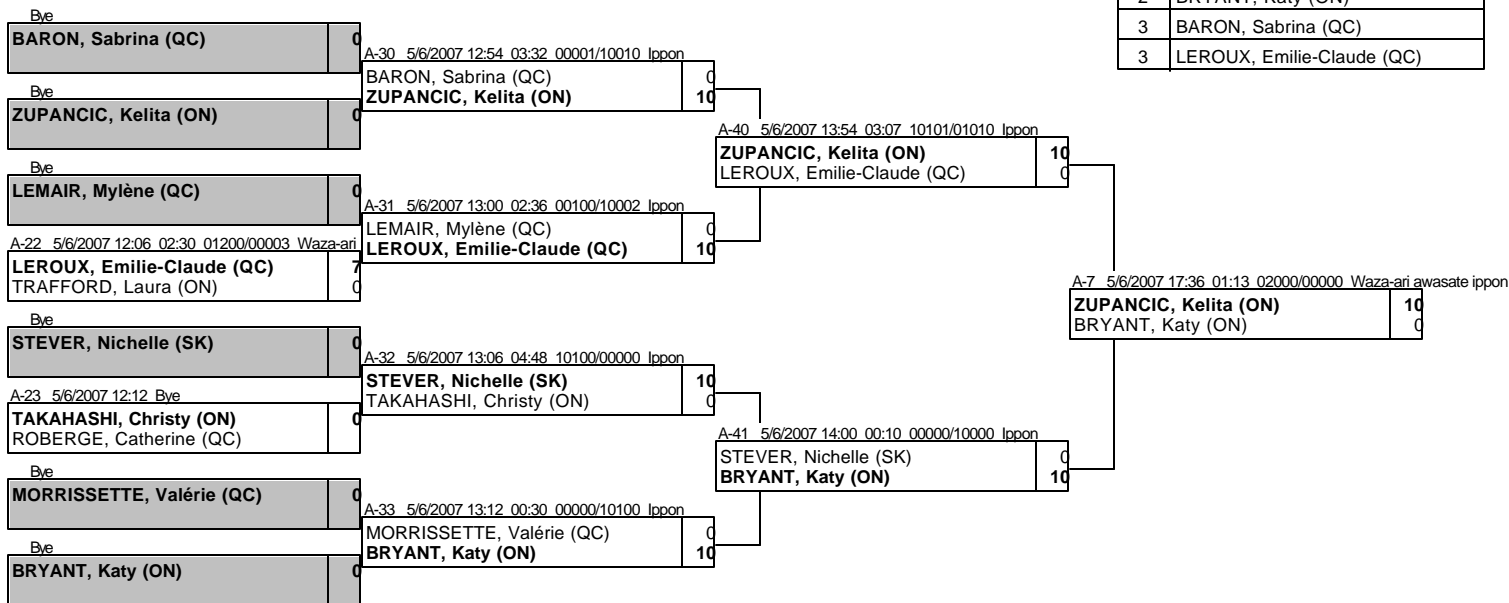 2 BRYANT, Katy (ON)
3 BARON, Sabrina (QC)
3 LEROUX, Emilie-Claude (QC)
Bye
BARON, Sabrina (QC) 0
Bye
ZUPANCIC, Kelita (ON) 0
Bye
LEMAIR, Mylène (QC) 0
A-22 5/6/2007 12:06 02:30 01200/00003 Waza-ari
LEROUX, Emilie-Claude (QC) 7
TRAFFORD, Laura (ON) 0
Bye
STEVER, Nichelle (SK) 0
A-23 5/6/2007 12:12 Bye
TAKAHASHI, Christy (ON) 0
ROBERGE, Catherine (QC)
Bye
MORRISSETTE, Valérie (QC) 0
Bye
BRYANT, Katy (ON) 0
A-30 5/6/2007 12:54 03:32 00001/10010 Ippon
BARON, Sabrina (QC) 0
ZUPANCIC, Kelita (ON) 10
A-31 5/6/2007 13:00 02:36 00100/10002 Ippon
LEMAIR, Mylène (QC) 0
LEROUX, Emilie-Claude (QC) 10
A-32 5/6/2007 13:06 04:48 10100/00000 Ippon
STEVER, Nichelle (SK) 10
TAKAHASHI, Christy (ON) 0
A-33 5/6/2007 13:12 00:30 00000/10100 Ippon
MORRISSETTE, Valérie (QC) 0
BRYANT, Katy (ON) 10
A-40 5/6/2007 13:54 03:07 10101/01010 Ippon
ZUPANCIC, Kelita (ON) 10
LEROUX, Emilie-Claude (QC) 0
A-41 5/6/2007 14:00 00:10 00000/10000 Ippon
STEVER, Nichelle (SK) 0
BRYANT, Katy (ON) 10
A-7 5/6/2007 17:36 01:13 02000/00000 Waza-ari awasate ippon
ZUPANCIC, Kelita (ON) 10
BRYANT, Katy (ON) 0